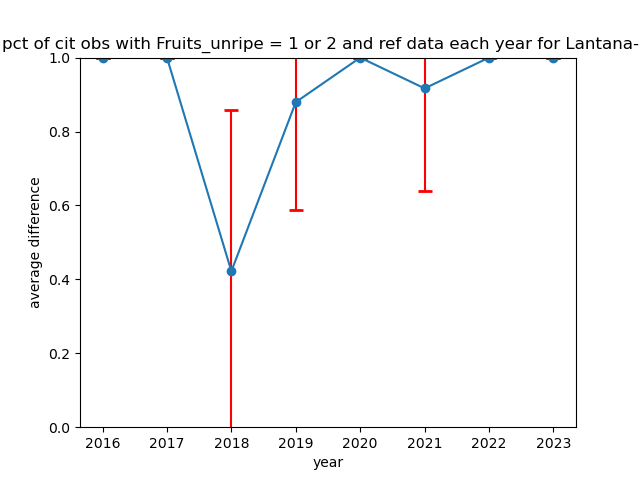 pct of cit obs with Fruits_unripe = 1 or 2 and ref data each year for Lantana-
1.0
0.8
0.6
0.4
0.2
0.0
average difference
2016 2017 2018 2019 2020 2021 2022 2023
year